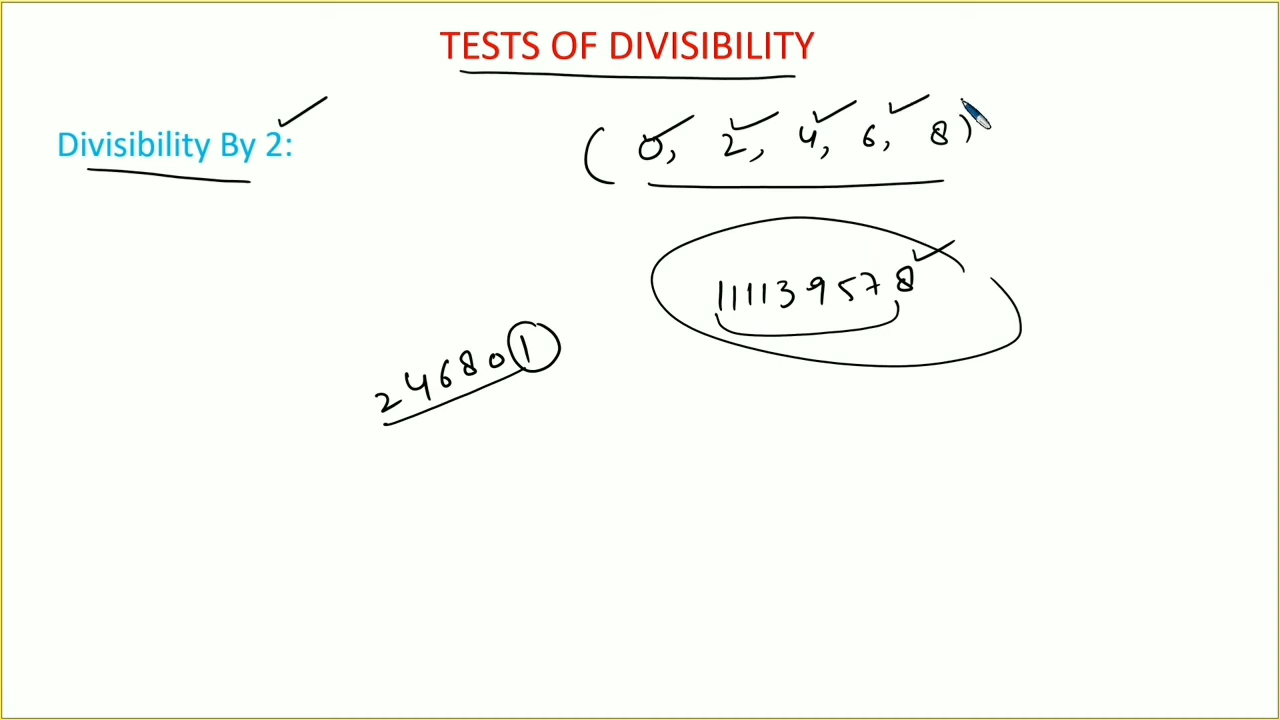 TESTS OF DIVISIBILITY
Divisibility By 2:
(0, 2, 4, 6, 8)
111139578
246801